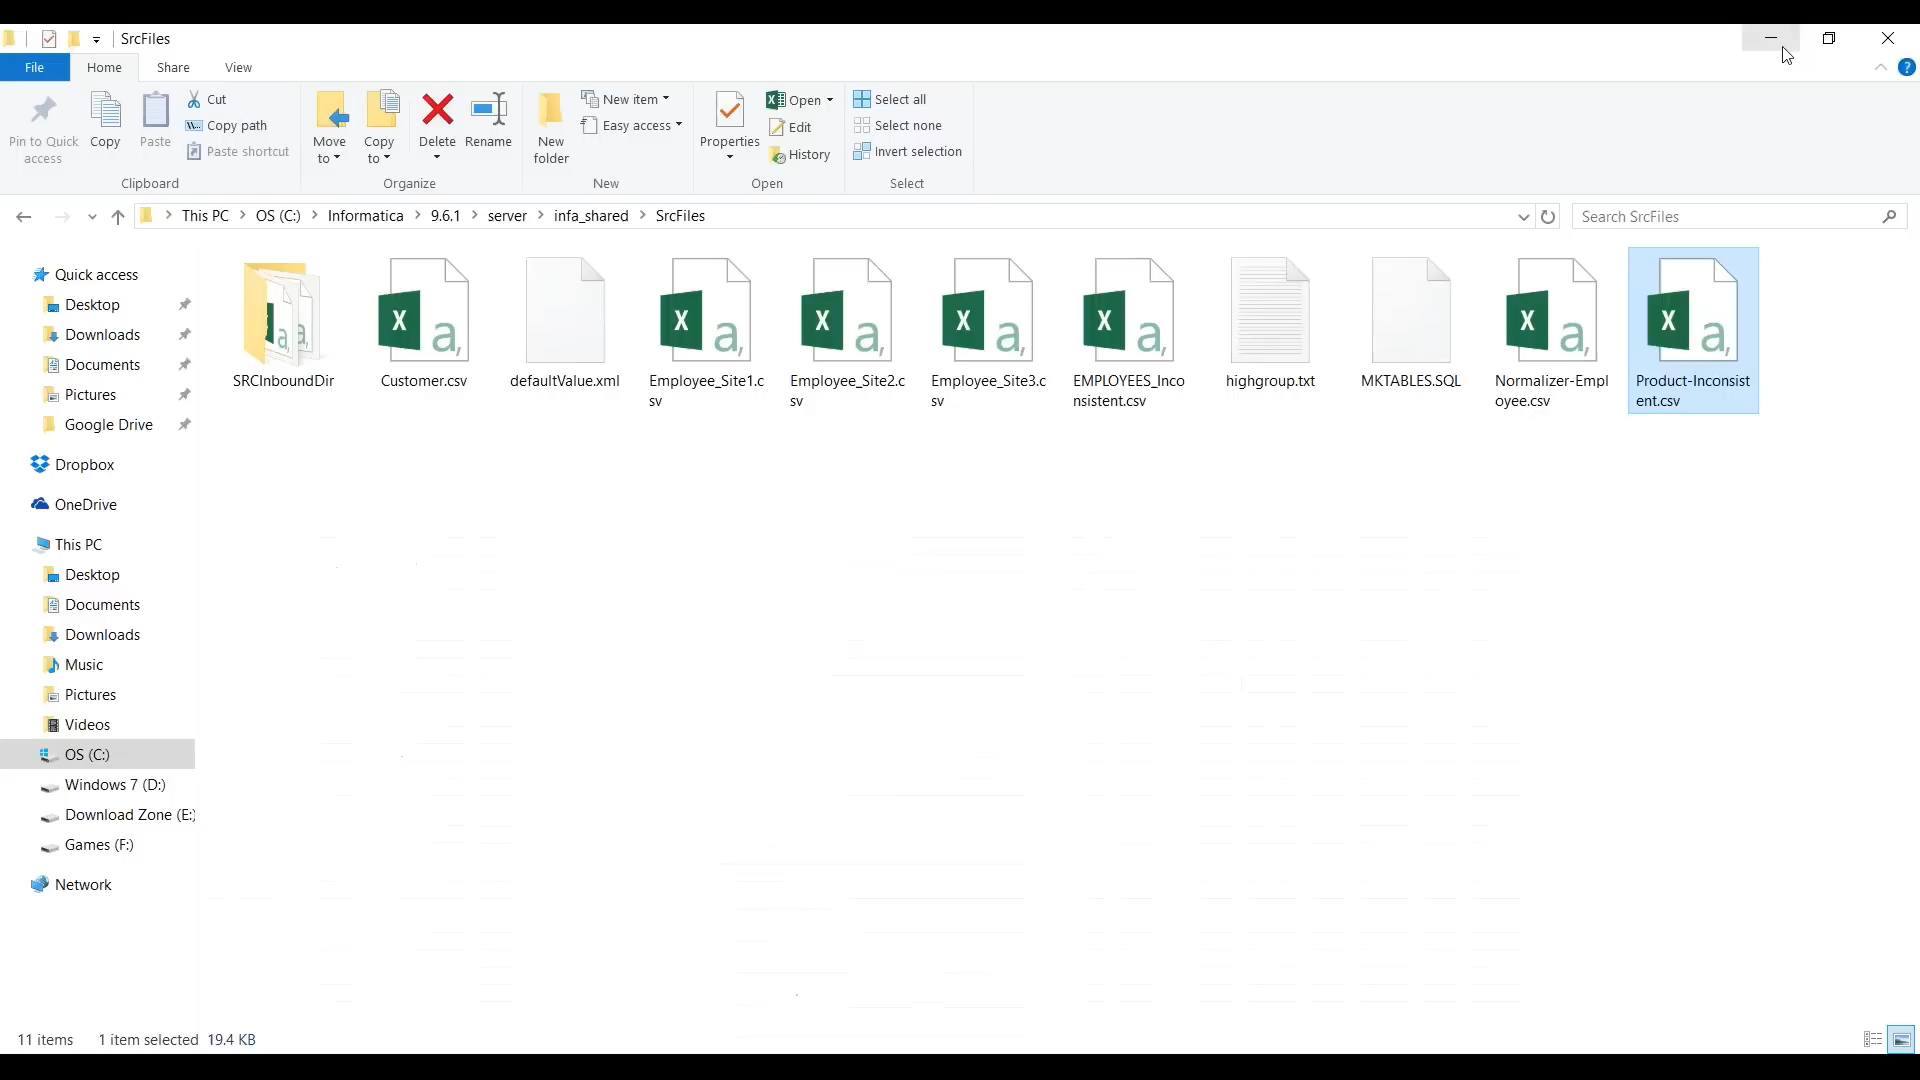 SrcFiles
File Home Share View
Pin to Quick access
Copy
Paste
Cut
Copy path
Paste shortcut
Clipboard
Move to
Copy to
Delete
Rename
Organize
New folder
New item
Easy access
New
Properties
Open
Edit
History
Open
Select all
Select none
Invert selection
Select
This PC > OS (C:) > Informatica > 9.6.1 > server > infa_shared > SrcFiles
Search SrcFiles
Quick access
Desktop
Downloads
Documents
Pictures
Google Drive
Dropbox
OneDrive
This PC
Desktop
Documents
Downloads
Music
Pictures
Videos
OS (C:)
Windows 7 (D:)
Download Zone (E:)
Games (F:)
Network
SRCInboundDir
Customer.csv
defaultValue.xml
Employee_Site1.c
sv
Employee_Site2.c
sv
Employee_Site3.c
sv
EMPLOYEES_Inco
nsistent.csv
highgroup.txt
MKTABLES.SQL
Normalizer-Empl
oyee.csv
Product-Inconsist
ent.csv
11 items 1 item selected 19.4 KB